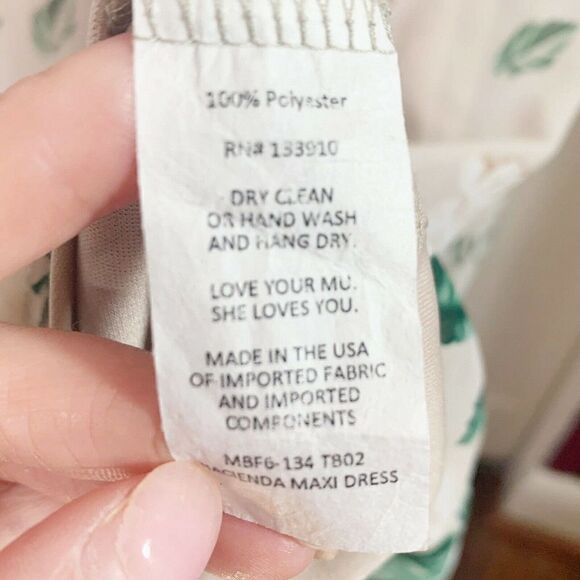 100% Polyester
RN# 133910
DRY CLEAN
OR HAND WASH
AND HANG DRY.
LOVE YOUR MU.
SHE LOVES YOU.
MADE IN THE USA
OF IMPORTED FABRIC
AND IMPORTED
COMPONENTS
MBF6-134 TB02
HACIENDA MAXI DRESS